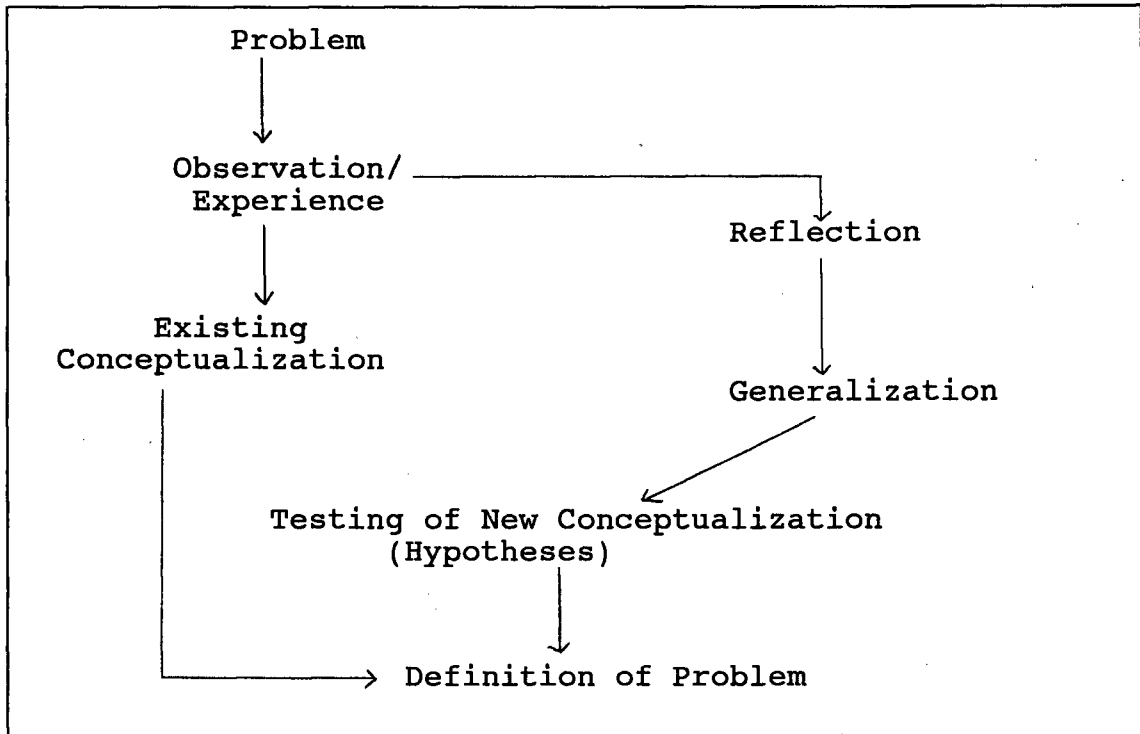 Problem
Observation/
Experience
Reflection
Existing
Conceptualization
Generalization
Testing of New Conceptualization
(Hypotheses)
Definition of Problem